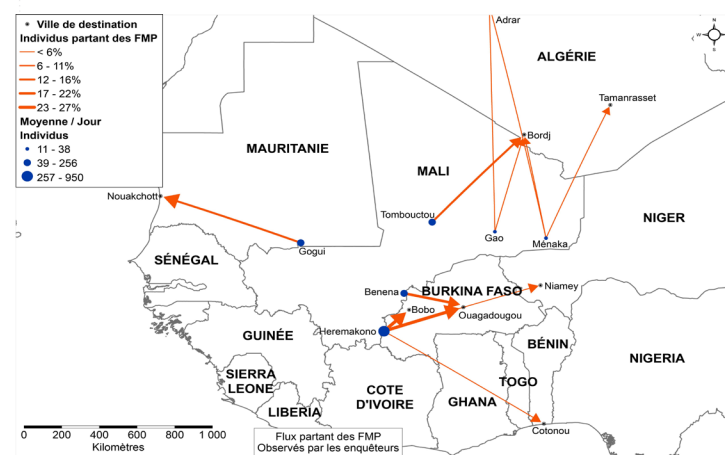 Ville de destination
Individus partant des FMP
< 6%
6 - 11%
12 - 16%
17 - 22%
23 - 27%
Moyenne / Jour
Individus
11 - 38
39 - 256
257 - 950
Adrar
N
W
S
ALGÉRIE
Tamanrasset
Bordj
MAURITANIE
MALI
Nouakchott
Tombouctou
NIGER
Gao
Ménaka
Gogui
SÉNÉGAL
Benena
BURKINA FASO
Niamey
Bobo
Ouagadougou
Heremakono
GUINÉE
BÉNIN
NIGERIA
SIERRA
LEONE
TOGO
COTE
D'IVOIRE
GHANA
LIBERIA
Cotonou
0 200 400 600 800 1 000
Kilomètres
Flux partant des FMP
Observés par les enquêteurs